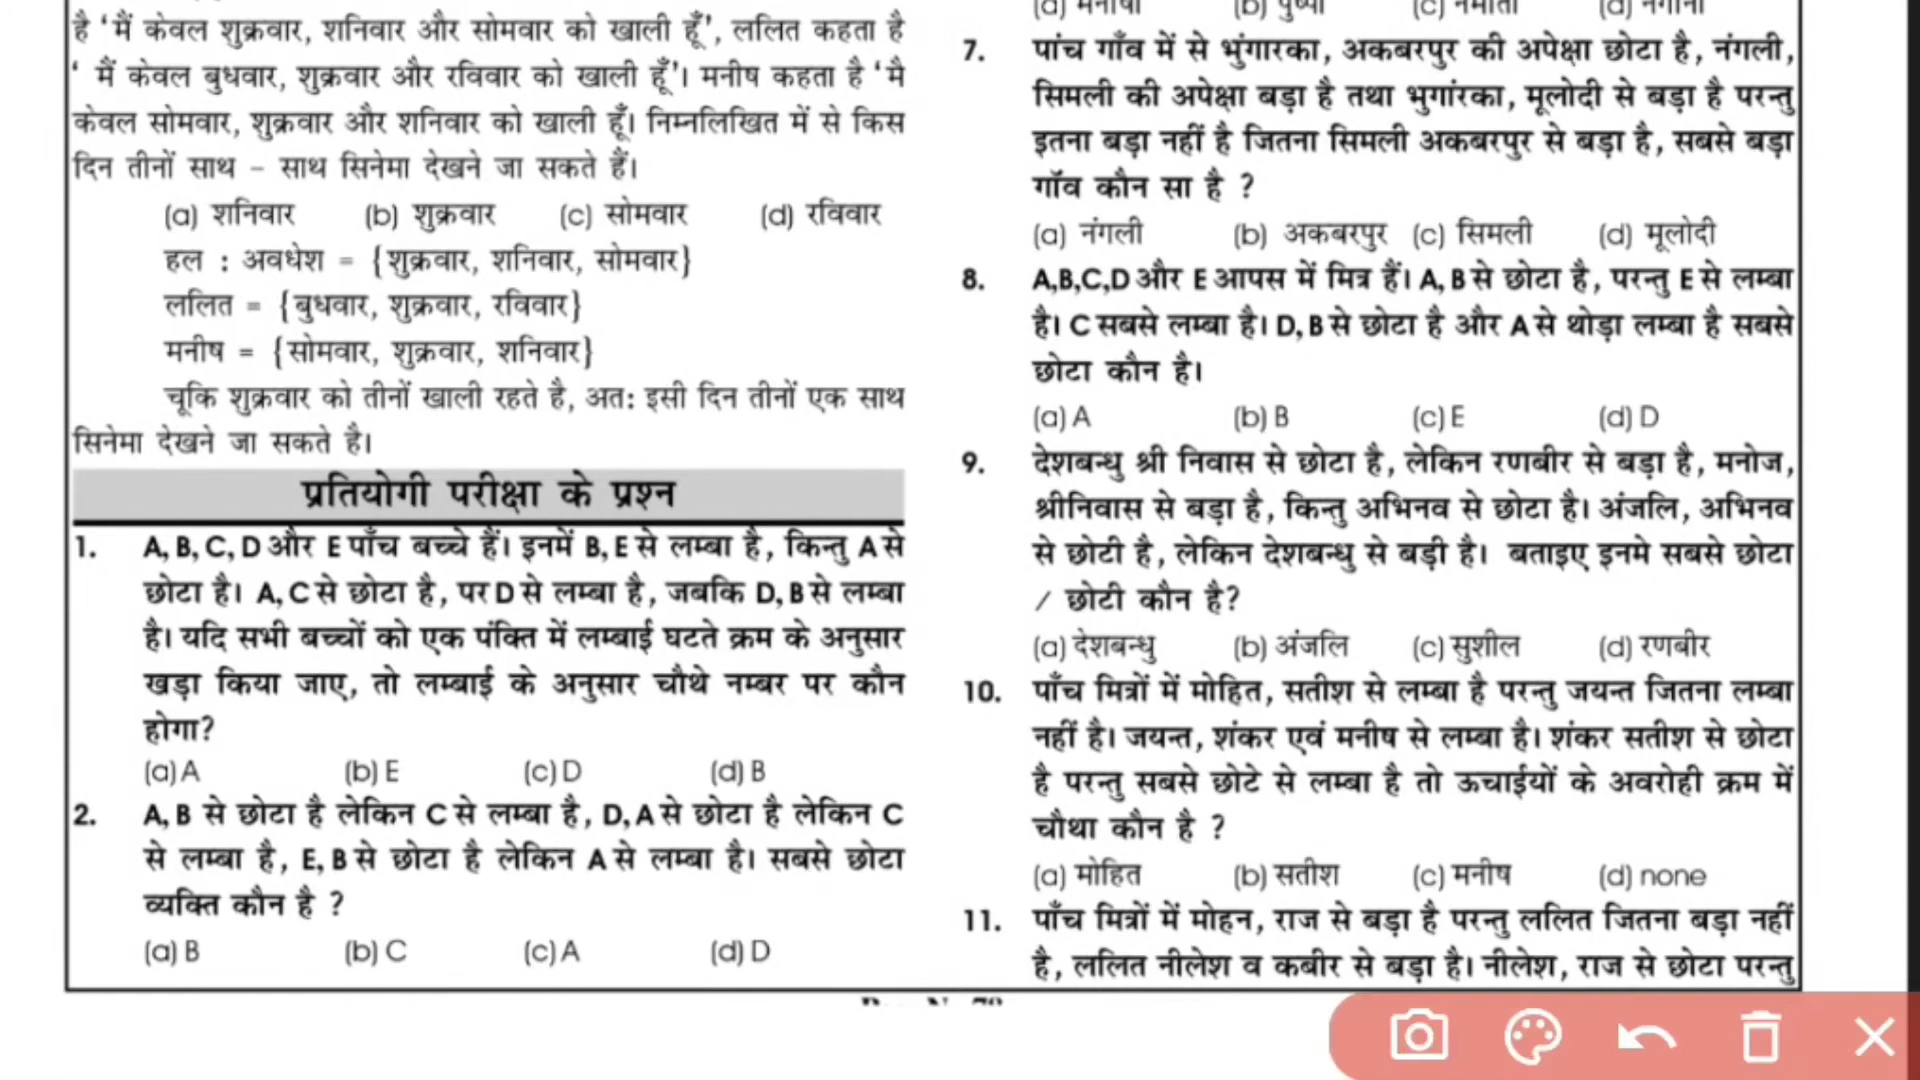 है 'मैं केवल शुक्रवार, शनिवार और सोमवार को खाली हूँ', ललित कहता है
' मैं केवल बुधवार, शुक्रवार और रविवार को खाली हूँ'। मनीष कहता है 'मै
केवल सोमवार, शुक्रवार और शनिवार को खाली हूँ। निम्नलिखित में से किस
दिन तीनों साथ - साथ सिनेमा देखने जा सकते हैं।
(a) शनिवार (b) शुक्रवार (c) सोमवार (d) रविवार
हल : अवधेश = {शुक्रवार, शनिवार, सोमवार}
ललित = {बुधवार, शुक्रवार, रविवार}
मनीष = {सोमवार, शुक्रवार, शनिवार}
चूकि शुक्रवार को तीनों खाली रहते है, अत: इसी दिन तीनों एक साथ
सिनेमा देखने जा सकते है।
प्रतियोगी परीक्षा के प्रश्न
1. A, B, C, D और E पाँच बच्चे हैं। इनमें B, E से लम्बा है, किन्तु A से
छोटा है। A, C से छोटा है, पर D से लम्बा है, जबकि D, B से लम्बा
है। यदि सभी बच्चों को एक पंक्ति में लम्बाई घटते क्रम के अनुसार
खड़ा किया जाए, तो लम्बाई के अनुसार चौथे नम्बर पर कौन
होगा?
(a) A (b) E (c) D (d) B
2. A, B से छोटा है लेकिन C से लम्बा है, D, A से छोटा है लेकिन C
से लम्बा है, E, B से छोटा है लेकिन A से लम्बा है। सबसे छोटा
व्यक्ति कौन है ?
(a) B (b) C (c) A (d) D
(a) मनीषा (b) पुष्पा (c) नमीता (d) नगीना
7. पांच गाँव में से भुंगारका, अकबरपुर की अपेक्षा छोटा है, नंगली,
सिमली की अपेक्षा बड़ा है तथा भुगांरका, मूलोदी से बड़ा है परन्तु
इतना बड़ा नहीं है जितना सिमली अकबरपुर से बड़ा है, सबसे बड़ा
गॉव कौन सा है ?
(a) नंगली (b) अकबरपुर (c) सिमली (d) मूलोदी
8. A,B,C,D और E आपस में मित्र हैं। A, B से छोटा है, परन्तु E से लम्बा
है। C सबसे लम्बा है। D, B से छोटा है और A से थोड़ा लम्बा है सबसे
छोटा कौन है।
(a) A (b) B (c) E (d) D
9. देशबन्धु श्री निवास से छोटा है, लेकिन रणबीर से बड़ा है, मनोज,
श्रीनिवास से बड़ा है, किन्तु अभिनव से छोटा है। अंजलि, अभिनव
से छोटी है, लेकिन देशबन्धु से बड़ी है। बताइए इनमे सबसे छोटा
/ छोटी कौन है?
(a) देशबन्धु (b) अंजलि (c) सुशील (d) रणबीर
10. पाँच मित्रों में मोहित, सतीश से लम्बा है परन्तु जयन्त जितना लम्बा
नहीं है। जयन्त, शंकर एवं मनीष से लम्बा है। शंकर सतीश से छोटा
है परन्तु सबसे छोटे से लम्बा है तो ऊचाईयों के अवरोही क्रम में
चौथा कौन है ?
(a) मोहित (b) सतीश (c) मनीष (d) none
11. पाँच मित्रों में मोहन, राज से बड़ा है परन्तु ललित जितना बड़ा नहीं
है, ललित नीलेश व कबीर से बड़ा है। नीलेश, राज से छोटा परन्तु